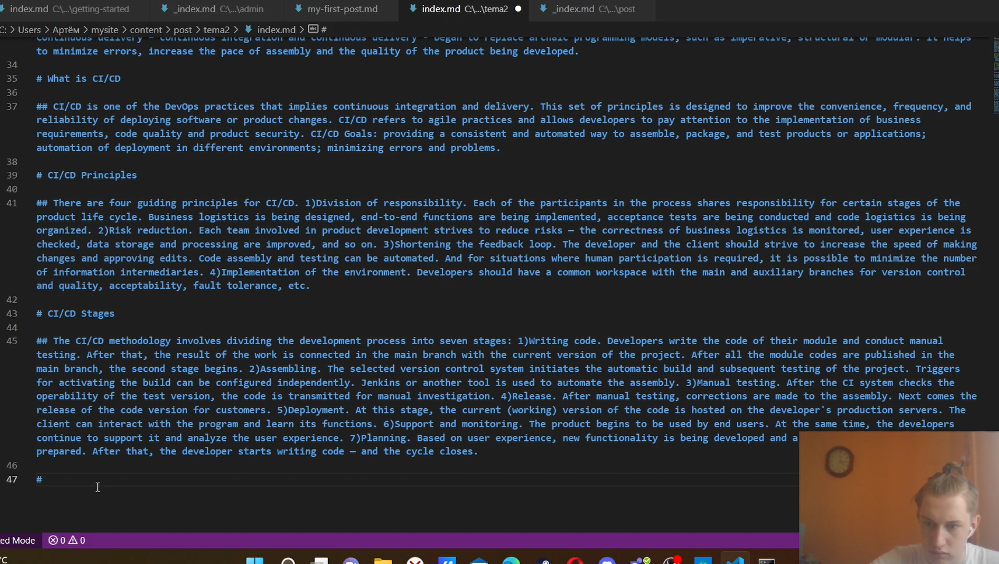 index.md C:\...\getting-started
_index.md C:\...\admin
my-first-post.md
index.md C:\...\tema2
_index.md C:\...\post
C: > Users > Артём > mysite > content > post > tema2 > index.md > abc #
continuous delivery – continuous integration and continuous delivery - began to replace archaic programming models, such as imperative, structural or modular. It helps
to minimize errors, increase the pace of assembly and the quality of the product being developed.
34
35 # What is CI/CD
36
37 ## CI/CD is one of the DevOps practices that implies continuous integration and delivery. This set of principles is designed to improve the convenience, frequency, and
reliability of deploying software or product changes. CI/CD refers to agile practices and allows developers to pay attention to the implementation of business
requirements, code quality and product security. CI/CD Goals: providing a consistent and automated way to assemble, package, and test products or applications;
automation of deployment in different environments; minimizing errors and problems.
38
39 # CI/CD Principles
40
41 ## There are four guiding principles for CI/CD. 1)Division of responsibility. Each of the participants in the process shares responsibility for certain stages of the
product life cycle. Business logistics is being designed, end-to-end functions are being implemented, acceptance tests are being conducted and code logistics is being
organized. 2)Risk reduction. Each team involved in product development strives to reduce risks – the correctness of business logistics is monitored, user experience is
checked, data storage and processing are improved, and so on. 3)Shortening the feedback loop. The developer and the client should strive to increase the speed of making
changes and approving edits. Code assembly and testing can be automated. And for situations where human participation is required, it is possible to minimize the number
of information intermediaries. 4)Implementation of the environment. Developers should have a common workspace with the main and auxiliary branches for version control
and quality, acceptability, fault tolerance, etc.
42
43 # CI/CD Stages
44
45 ## The CI/CD methodology involves dividing the development process into seven stages: 1)Writing code. Developers write the code of their module and conduct manual
testing. After that, the result of the work is connected in the main branch with the current version of the project. After all the module codes are published in the
main branch, the second stage begins. 2)Assembling. The selected version control system initiates the automatic build and subsequent testing of the project. Triggers
for activating the build can be configured independently. Jenkins or another tool is used to automate the assembly. 3)Manual testing. After the CI system checks the
operability of the test version, the code is transmitted for manual investigation. 4)Release. After manual testing, corrections are made to the assembly. Next comes the
release of the code version for customers. 5)Deployment. At this stage, the current (working) version of the code is hosted on the developer's production servers. The
client can interact with the program and learn its functions. 6)Support and monitoring. The product begins to be used by end users. At the same time, the developers
continue to support it and analyze the user experience. 7)Planning. Based on user experience, new functionality is being developed and a
prepared. After that, the developer starts writing code – and the cycle closes.
46
47 #
ted Mode 0 0
°C